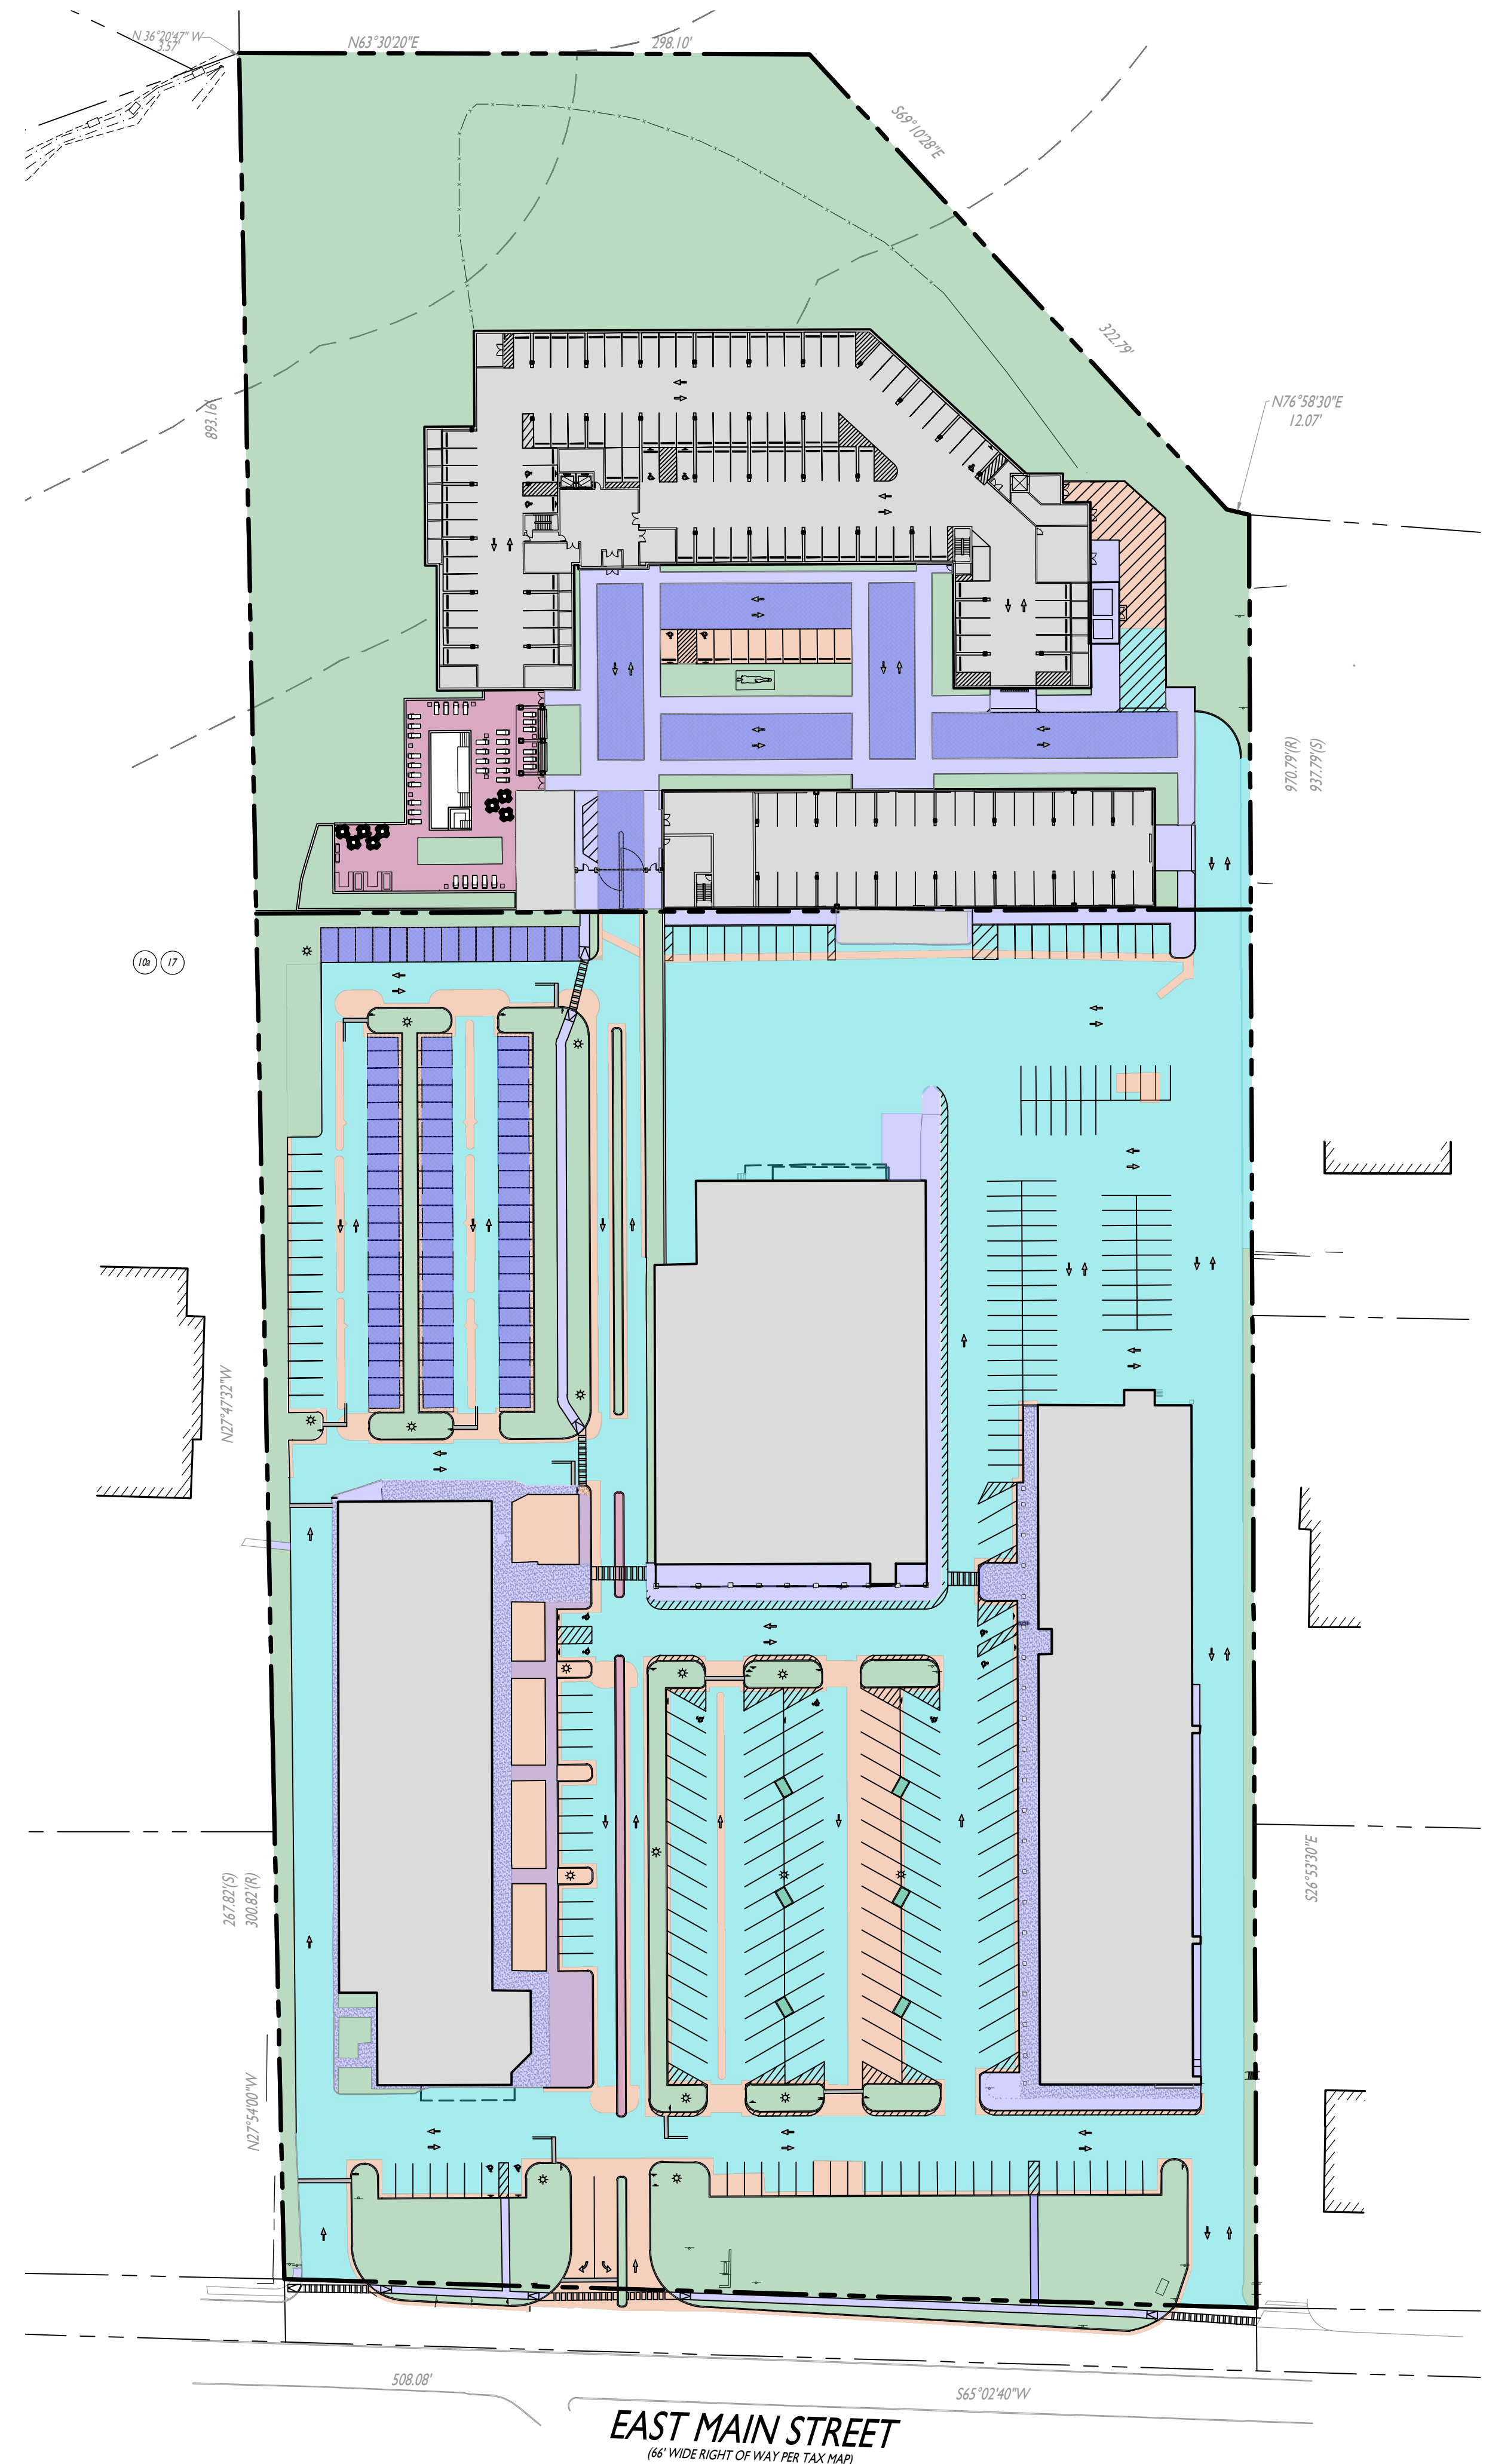 N 36°20'47" W
3.57'
N63°30'20"E
298.10'
S69°10'28"E
322.79'
N76°58'30"E
12.07'
893.16'
970.79'(R)
937.79'(S)
10a
17
N27°47'32"W
267.82'(S)
300.82'(R)
S26°53'30"E
N27°54'00"W
508.08'
S65°02'40"W
EAST MAIN STREET
(66' WIDE RIGHT OF WAY PER TAX MAP)